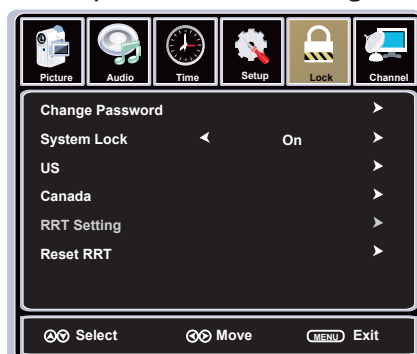 Picture Audio Time Setup Lock Channel
Change Password
System Lock On
US
Canada
RRT Setting
Reset RRT
Select Move MENU Exit